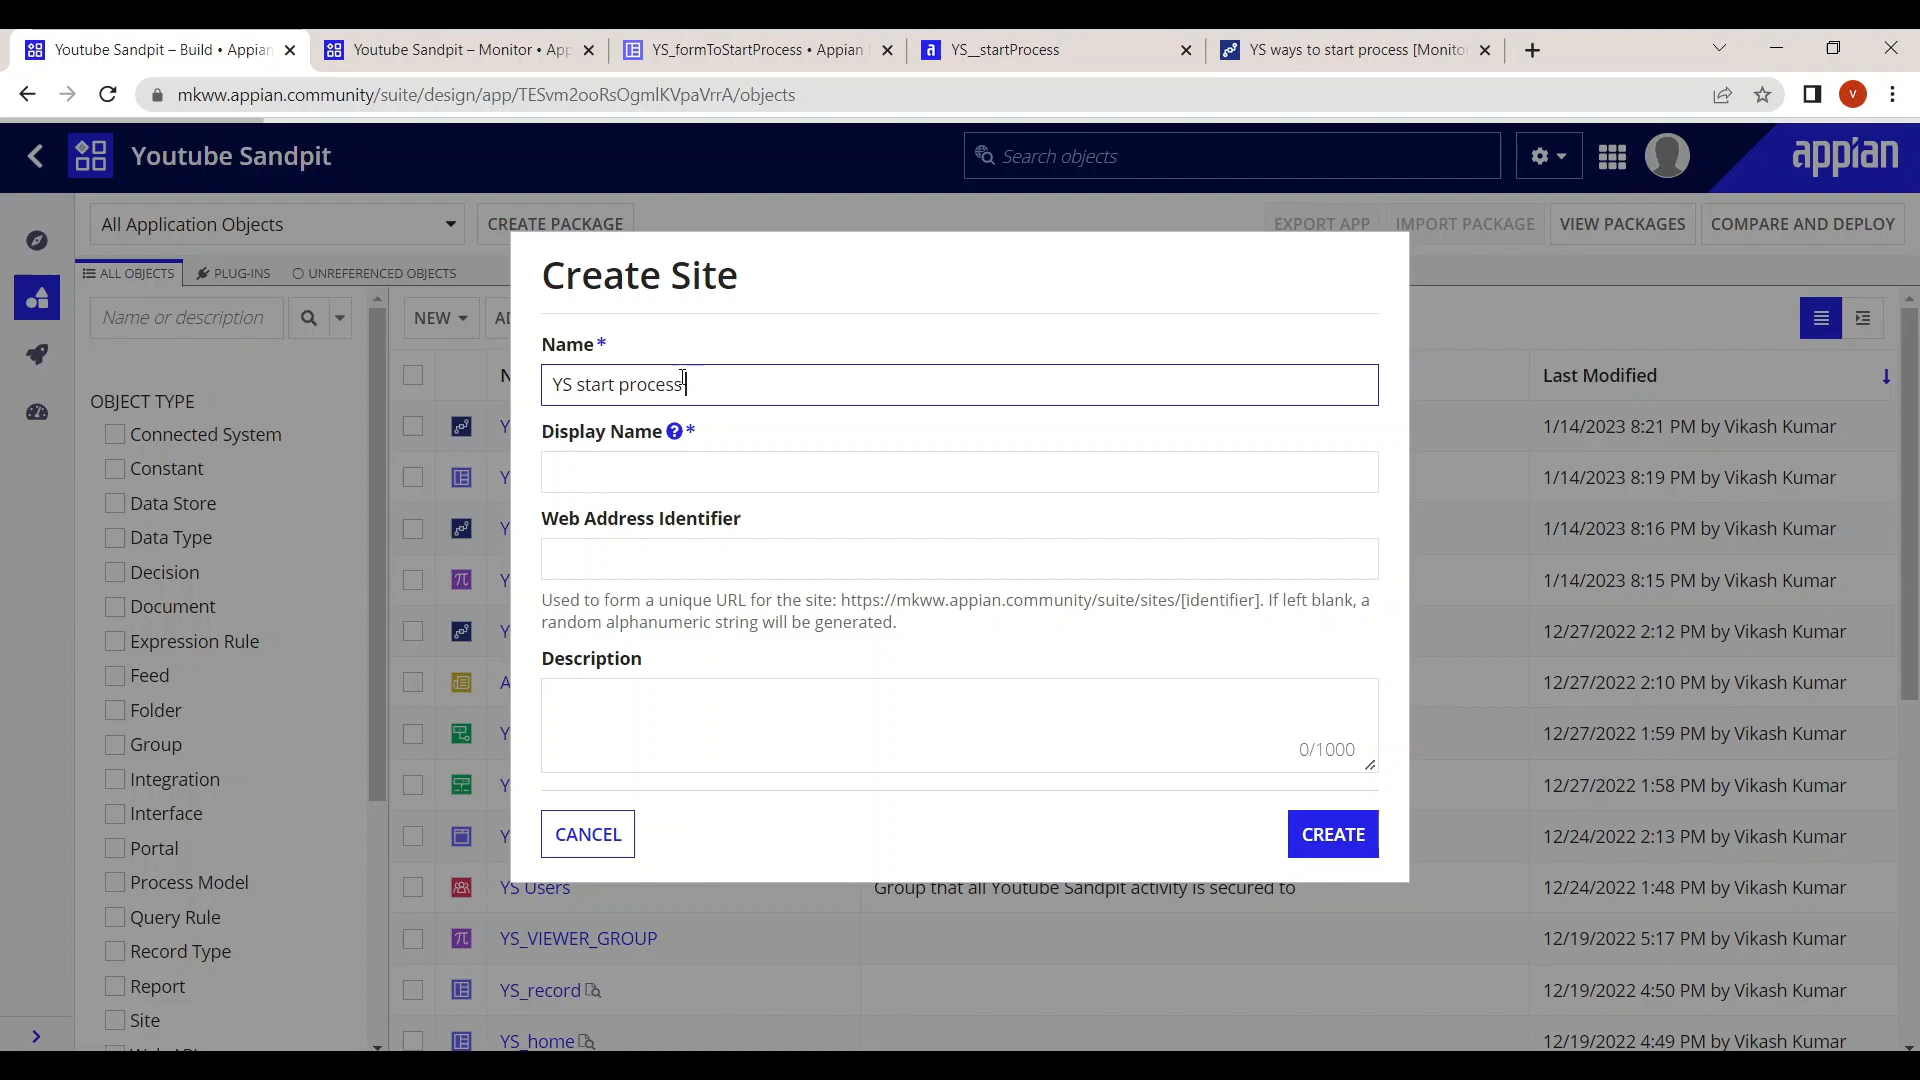 Youtube Sandpit – Build • Appian
Youtube Sandpit – Monitor • App
YS_formToStartProcess • Appian
YS__startProcess
YS ways to start process [Monito
mkww.appian.community/suite/design/app/TESvm2ooRsOgmlKVpaVrrA/objects
V
Youtube Sandpit
Search objects
appian
All Application Objects
CREATE PACKAGE
EXPORT APP
IMPORT PACKAGE
VIEW PACKAGES
COMPARE AND DEPLOY
ALL OBJECTS
PLUG-INS
UNREFERENCED OBJECTS
Name or description
NEW
AD
OBJECT TYPE
Connected System
Constant
Data Store
Data Type
Decision
Document
Expression Rule
Feed
Folder
Group
Integration
Interface
Portal
Process Model
Query Rule
Record Type
Report
Site
Create Site
Name*
YS start process
Display Name ? *
Web Address Identifier
Used to form a unique URL for the site: https://mkww.appian.community/suite/sites/[identifier]. If left blank, a
random alphanumeric string will be generated.
Description
0/1000
CANCEL
CREATE
N
Last Modified
Y
1/14/2023 8:21 PM by Vikash Kumar
Y
1/14/2023 8:19 PM by Vikash Kumar
Y
1/14/2023 8:16 PM by Vikash Kumar
Y
1/14/2023 8:15 PM by Vikash Kumar
Y
12/27/2022 2:12 PM by Vikash Kumar
A
12/27/2022 2:10 PM by Vikash Kumar
Y
12/27/2022 1:59 PM by Vikash Kumar
Y
12/27/2022 1:58 PM by Vikash Kumar
Y
12/24/2022 2:13 PM by Vikash Kumar
YS Users
Group that all Youtube Sandpit activity is secured to
12/24/2022 1:48 PM by Vikash Kumar
YS_VIEWER_GROUP
12/19/2022 5:17 PM by Vikash Kumar
YS_record
12/19/2022 4:50 PM by Vikash Kumar
YS_home
12/19/2022 4:49 PM by Vikash Kumar